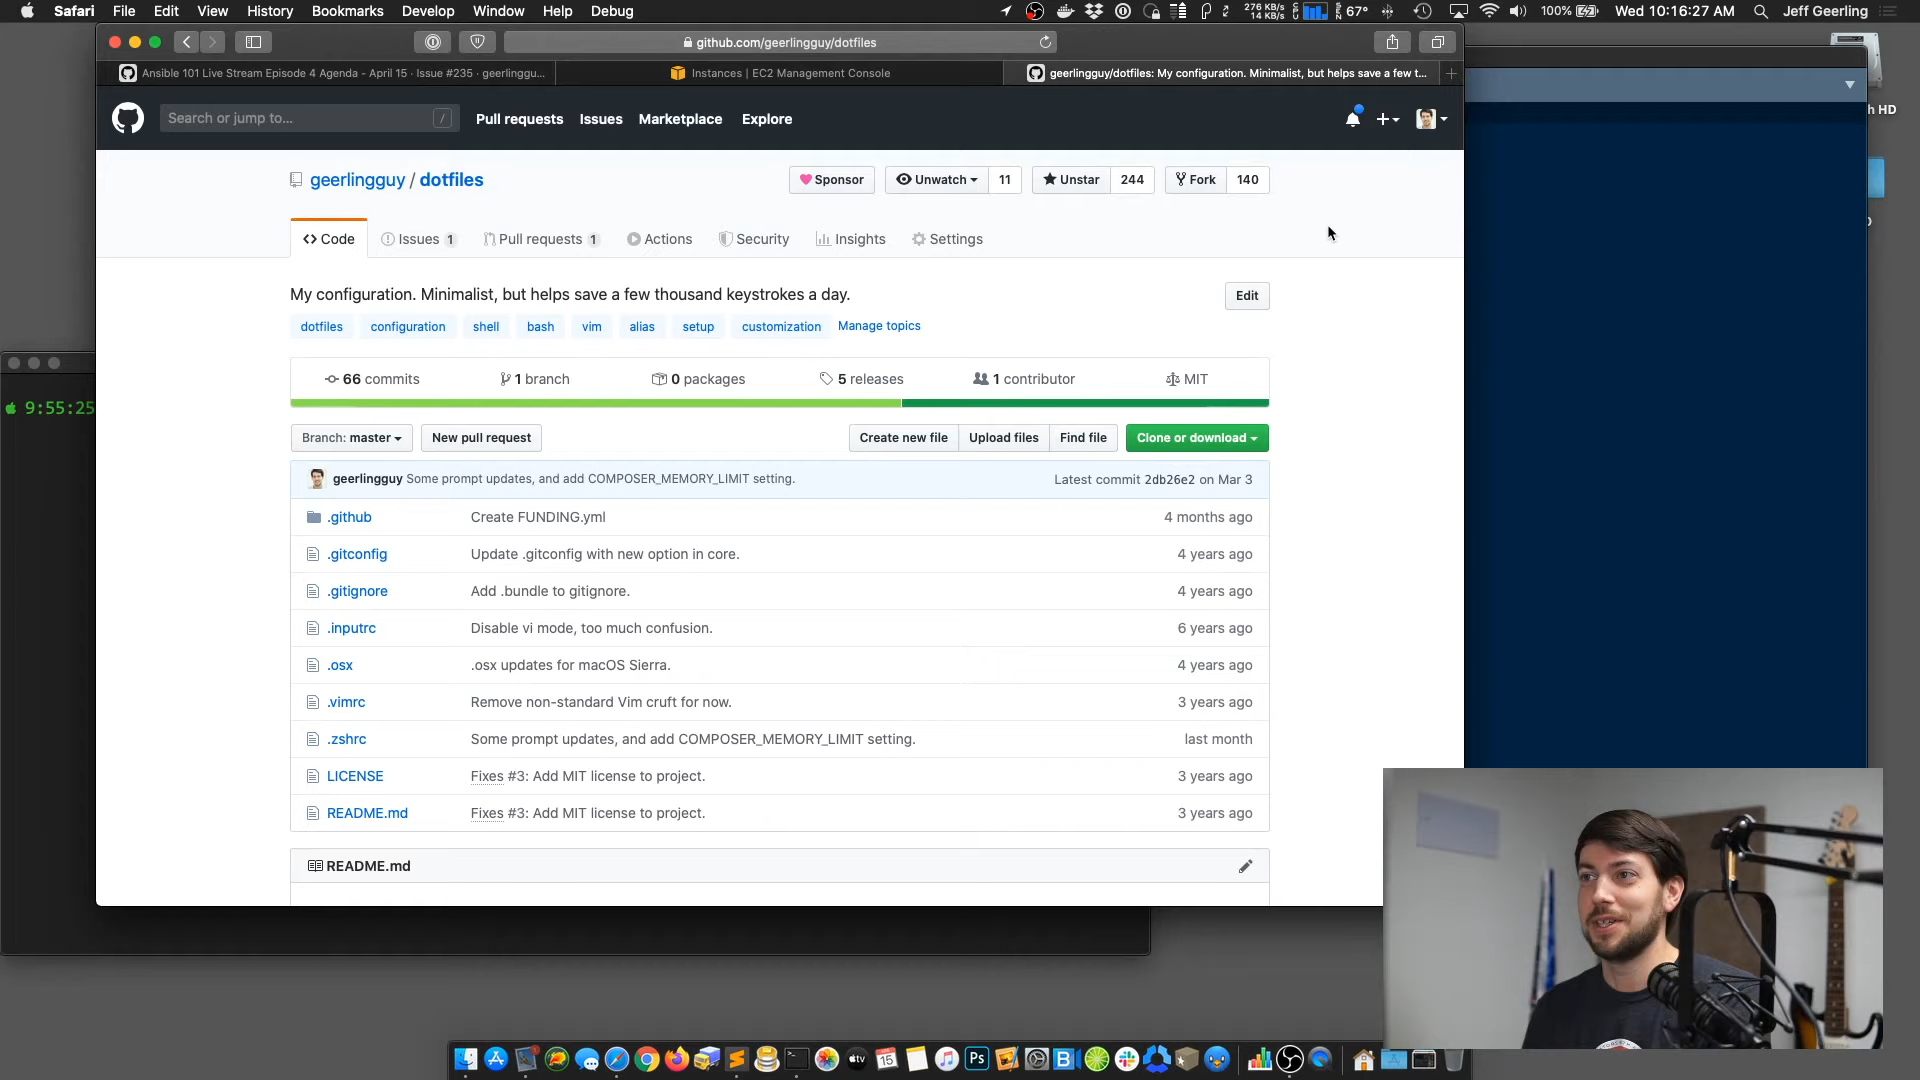 Safari File Edit View History Bookmarks Develop Window Help Debug
276 KB/s
14 KB/s
67°
100%
Wed 10:16:27 AM
Jeff Geerling
github.com/geerlingguy/dotfiles
Ansible 101 Live Stream Episode 4 Agenda - April 15 · Issue #235 · geerlinggu...
Instances | EC2 Management Console
geerlingguy/dotfiles: My configuration. Minimalist, but helps save a few t...
h HD
Search or jump to... /
Pull requests Issues Marketplace Explore
geerlingguy / dotfiles
Sponsor
Unwatch 11
Unstar 244
Fork 140
Code
Issues 1
Pull requests 1
Actions
Security
Insights
Settings
My configuration. Minimalist, but helps save a few thousand keystrokes a day.
Edit
dotfiles configuration shell bash vim alias setup customization Manage topics
66 commits
1 branch
0 packages
5 releases
1 contributor
MIT
9:55:25
Branch: master
New pull request
Create new file
Upload files
Find file
Clone or download
geerlingguy Some prompt updates, and add COMPOSER_MEMORY_LIMIT setting.
Latest commit 2db26e2 on Mar 3
.github Create FUNDING.yml 4 months ago
.gitconfig Update .gitconfig with new option in core. 4 years ago
.gitignore Add .bundle to gitignore. 4 years ago
.inputrc Disable vi mode, too much confusion. 6 years ago
.osx .osx updates for macOS Sierra. 4 years ago
.vimrc Remove non-standard Vim cruft for now. 3 years ago
.zshrc Some prompt updates, and add COMPOSER_MEMORY_LIMIT setting. last month
LICENSE Fixes #3: Add MIT license to project. 3 years ago
README.md Fixes #3: Add MIT license to project. 3 years ago
README.md
tv
15
Ps
B